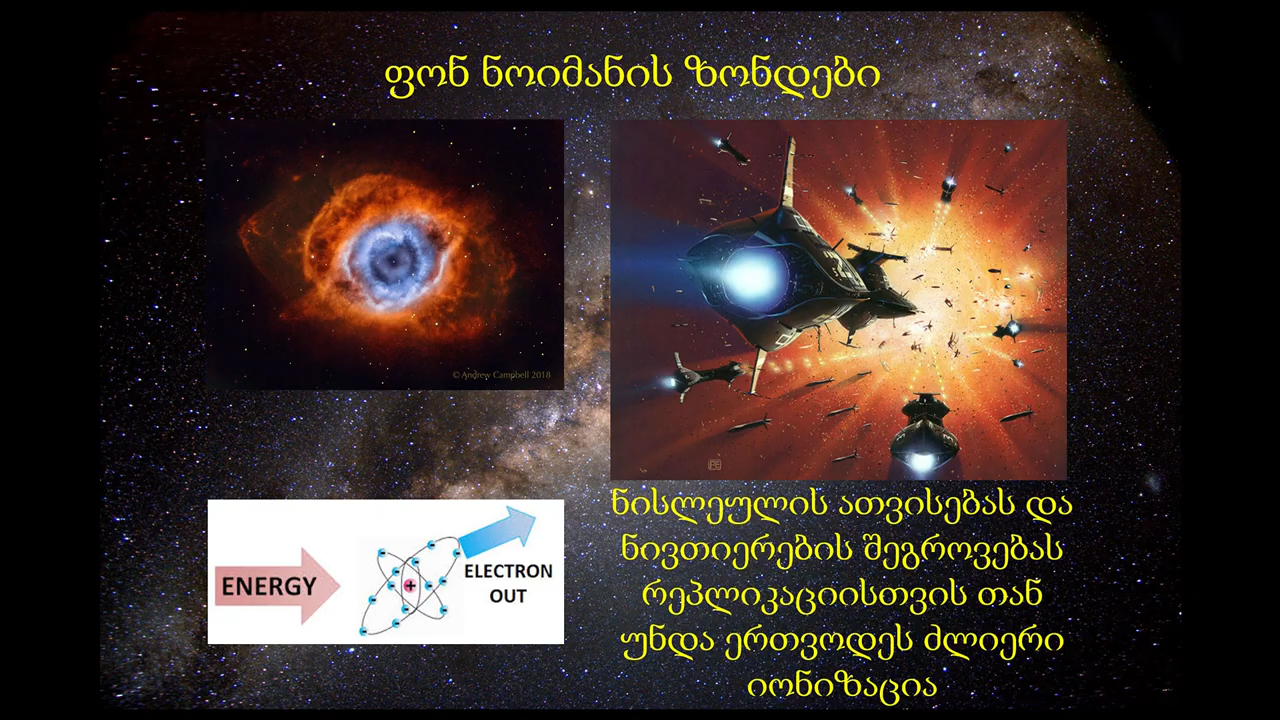 ფონ ნოიმანის ზონდები
© Andrew Campbell 2018
ENERGY
+
ELECTRON
OUT
ნისლეულის ათვისებას და
ნივთიერების შეგროვებას
რეპლიკაციისთვის თან
უნდა ერთვოდეს ძლიერი
იონიზაცია